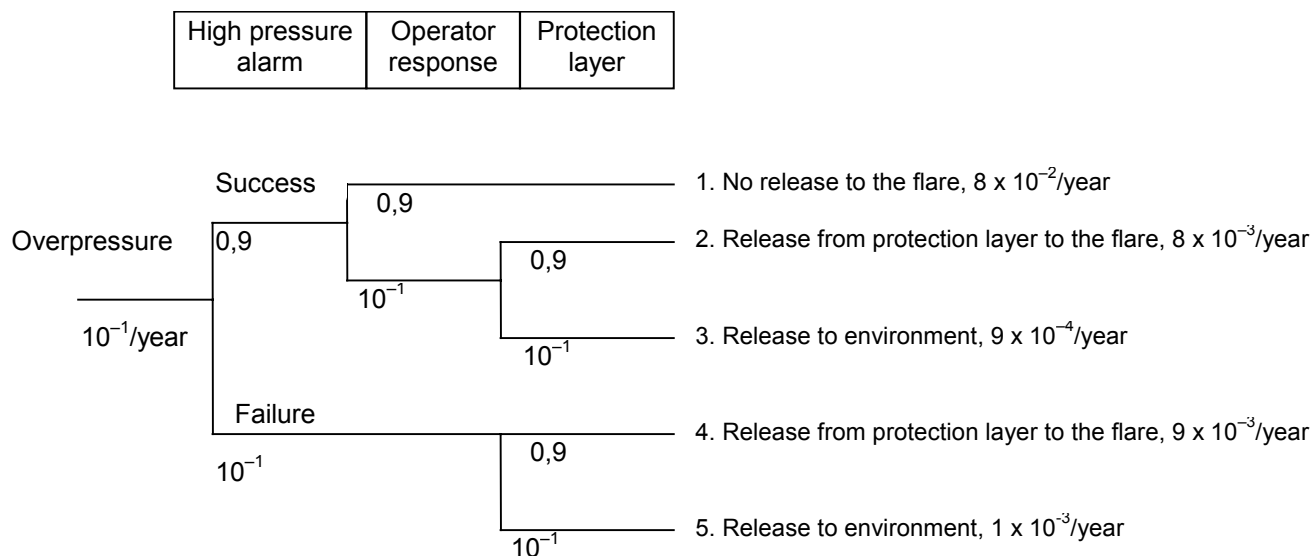 High pressure
alarm
Operator
response
Protection
layer
Success
0,9
1. No release to the flare, 8 x 10⁻²/year
Overpressure
0,9
2. Release from protection layer to the flare, 8 x 10⁻³/year
0,9
10⁻¹
10⁻¹/year
3. Release to environment, 9 x 10⁻⁴/year
10⁻¹
Failure
4. Release from protection layer to the flare, 9 x 10⁻³/year
0,9
10⁻¹
5. Release to environment, 1 x 10⁻³/year
10⁻¹